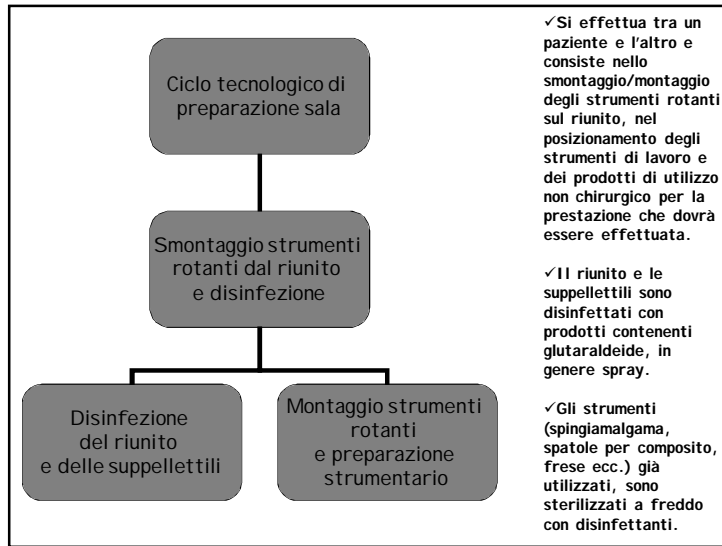 Ciclo tecnologico di
preparazione sala
Smontaggio strumenti
rotanti dal riunito
e disinfezione
Disinfezione
del riunito
e delle suppellettili
Montaggio strumenti
rotanti
e preparazione
strumentario
✓Si effettua tra un
paziente e l'altro e
consiste nello
smontaggio/montaggio
degli strumenti rotanti
sul riunito, nel
posizionamento degli
strumenti di lavoro e
dei prodotti di utilizzo
non chirurgico per la
prestazione che dovrà
essere effettuata.
✓Il riunito e le
suppellettili sono
disinfettati con
prodotti contenenti
glutaraldeide, in
genere spray.
✓Gli strumenti
(spingiamalgama,
spatole per composito,
frese ecc.) già
utilizzati, sono
sterilizzati a freddo
con disinfettanti.